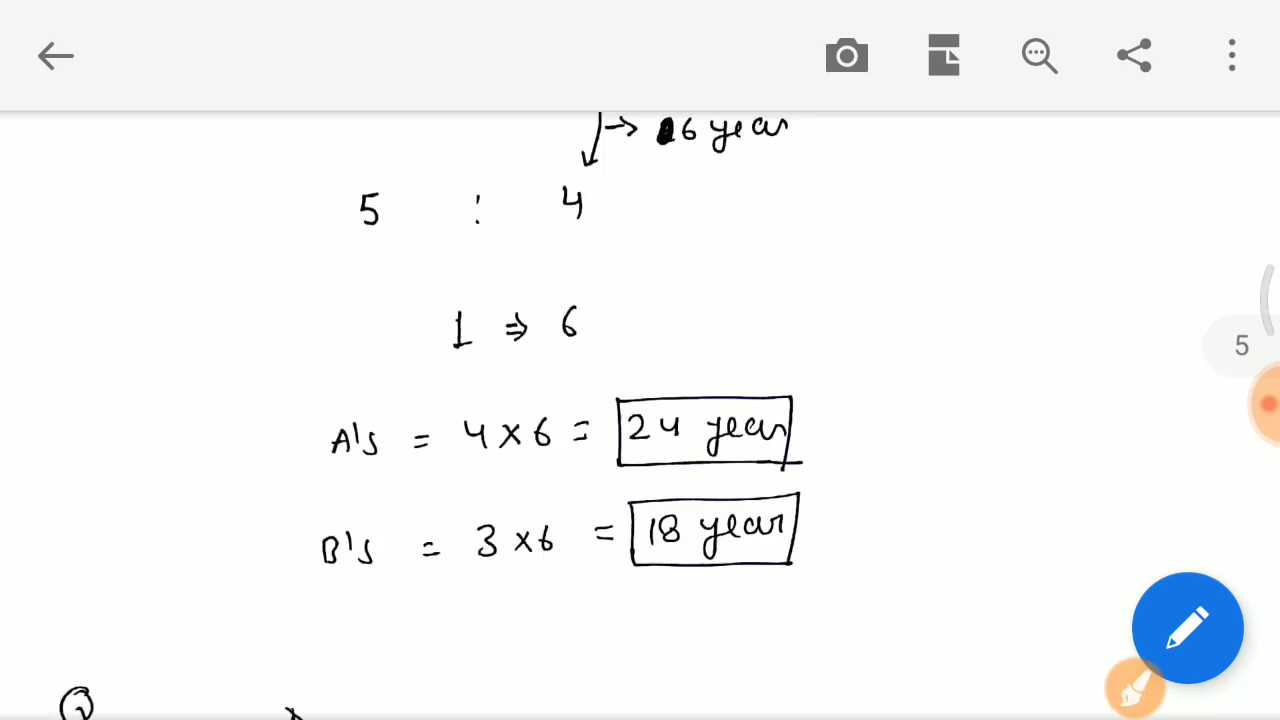 → 6 year
5 : 4
1 ⇒ 6
5
A's = 4 × 6 = 24 year
B's = 3 × 6 = 18 year